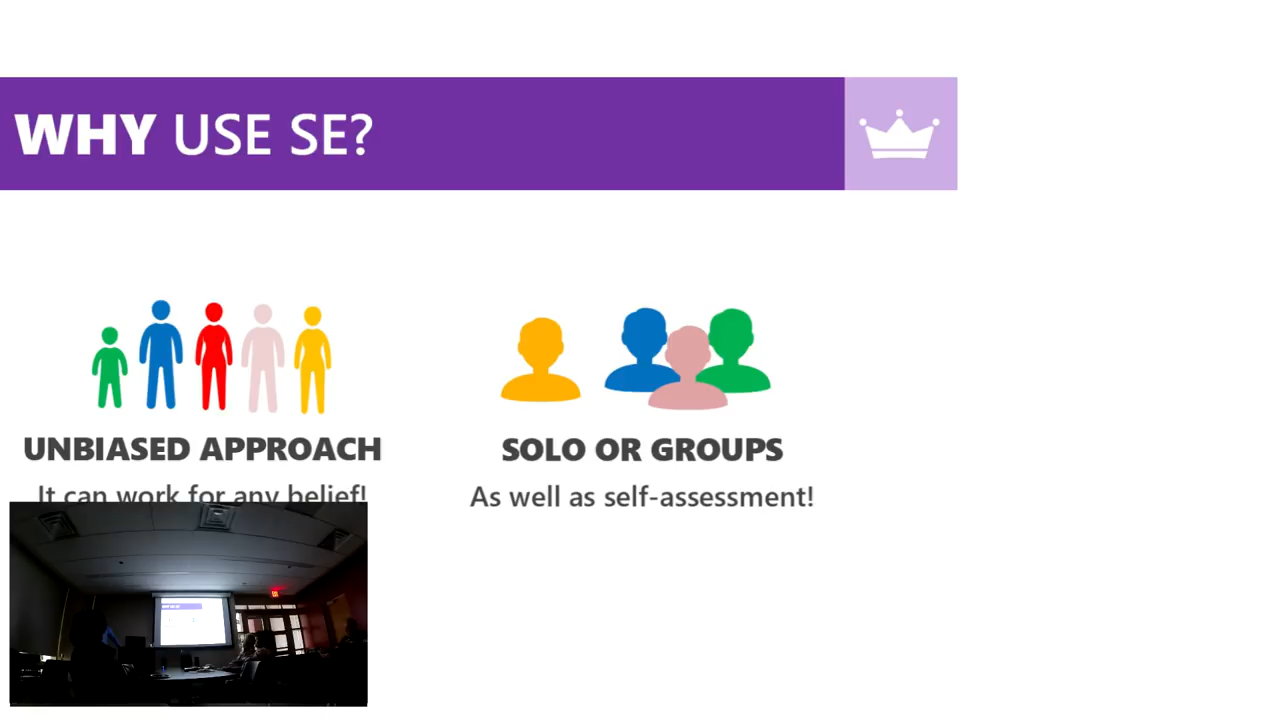 WHY USE SE?
UNBIASED APPROACH
It can work for any belief!
SOLO OR GROUPS
As well as self-assessment!